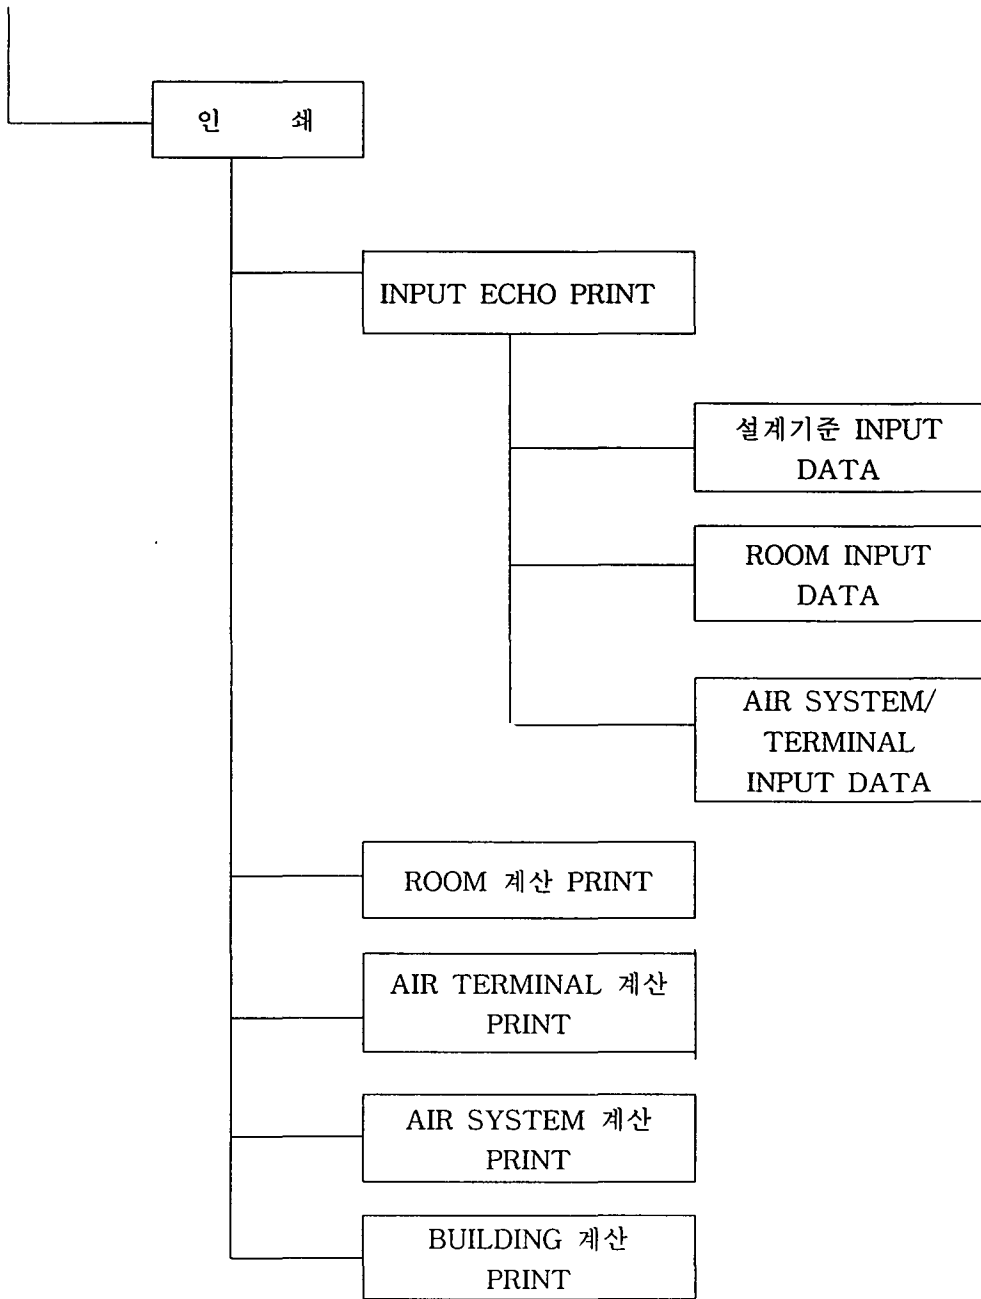 인 쇄
INPUT ECHO PRINT
설계기준 INPUT
DATA
ROOM INPUT
DATA
AIR SYSTEM/
TERMINAL
INPUT DATA
ROOM 계산 PRINT
AIR TERMINAL 계산
PRINT
AIR SYSTEM 계산
PRINT
BUILDING 계산
PRINT